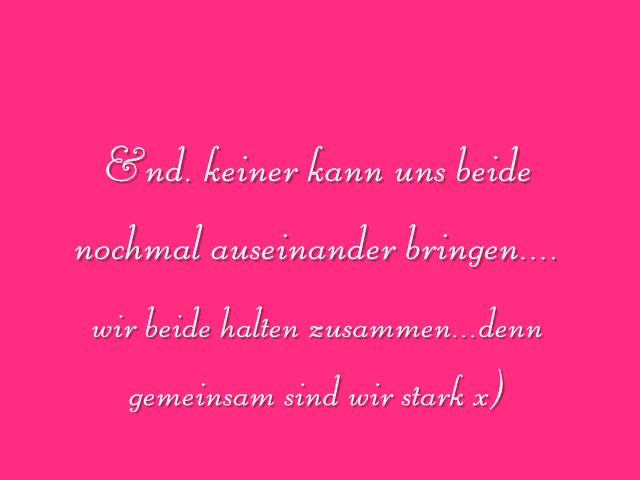 &nd. keiner kann uns beide
nochmal auseinander bringen....
wir beide halten zusammen...denn
gemeinsam sind wir stark x)